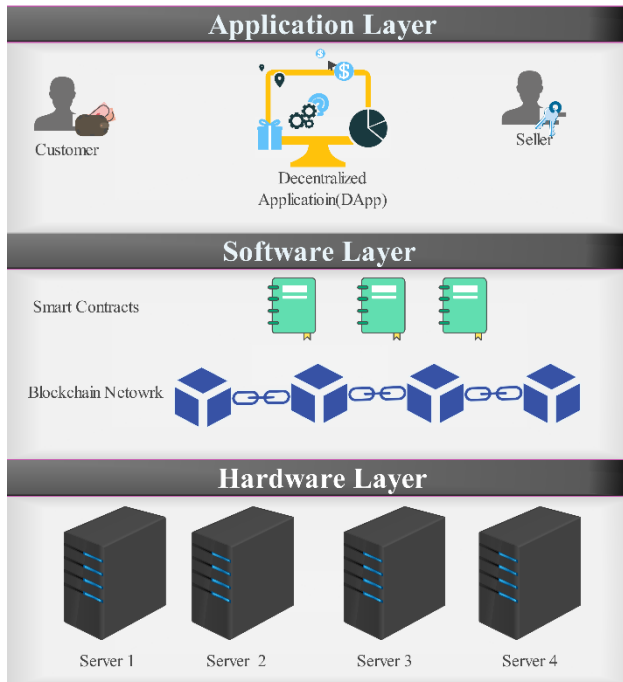 Application Layer
Customer
Seller
Decentralized
Applicatioin(DApp)
Software Layer
Smart Contracts
Blockchain Nctowrk
Hardware Layer
Server 1
Server 2
Server 3
Server 4